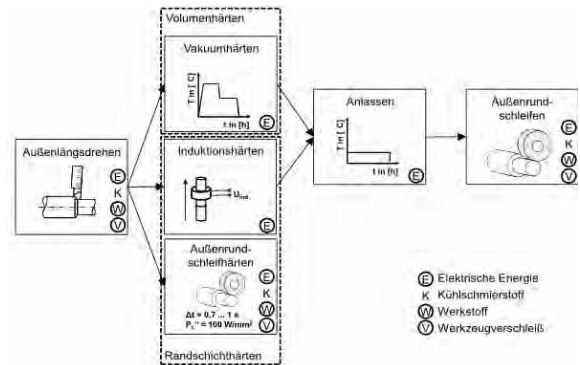 Volumenhärten
Vakuumhärten
T in [ C]
t in [h]
E
Außenlängsdrehen
E
K
W
V
Induktionshärten
U ind.
E
Außenrund-
schleifhärten
E
K
W
V
Δt = 0,7 ... 1 s
Pc'' = 100 W/mm²
Randschichthärten
Anlassen
T in [ C]
t in [h]
E
Außenrund-
schleifen
E
K
W
V
E Elektrische Energie
K Kühlschmierstoff
W Werkstoff
V Werkzeugverschleiß